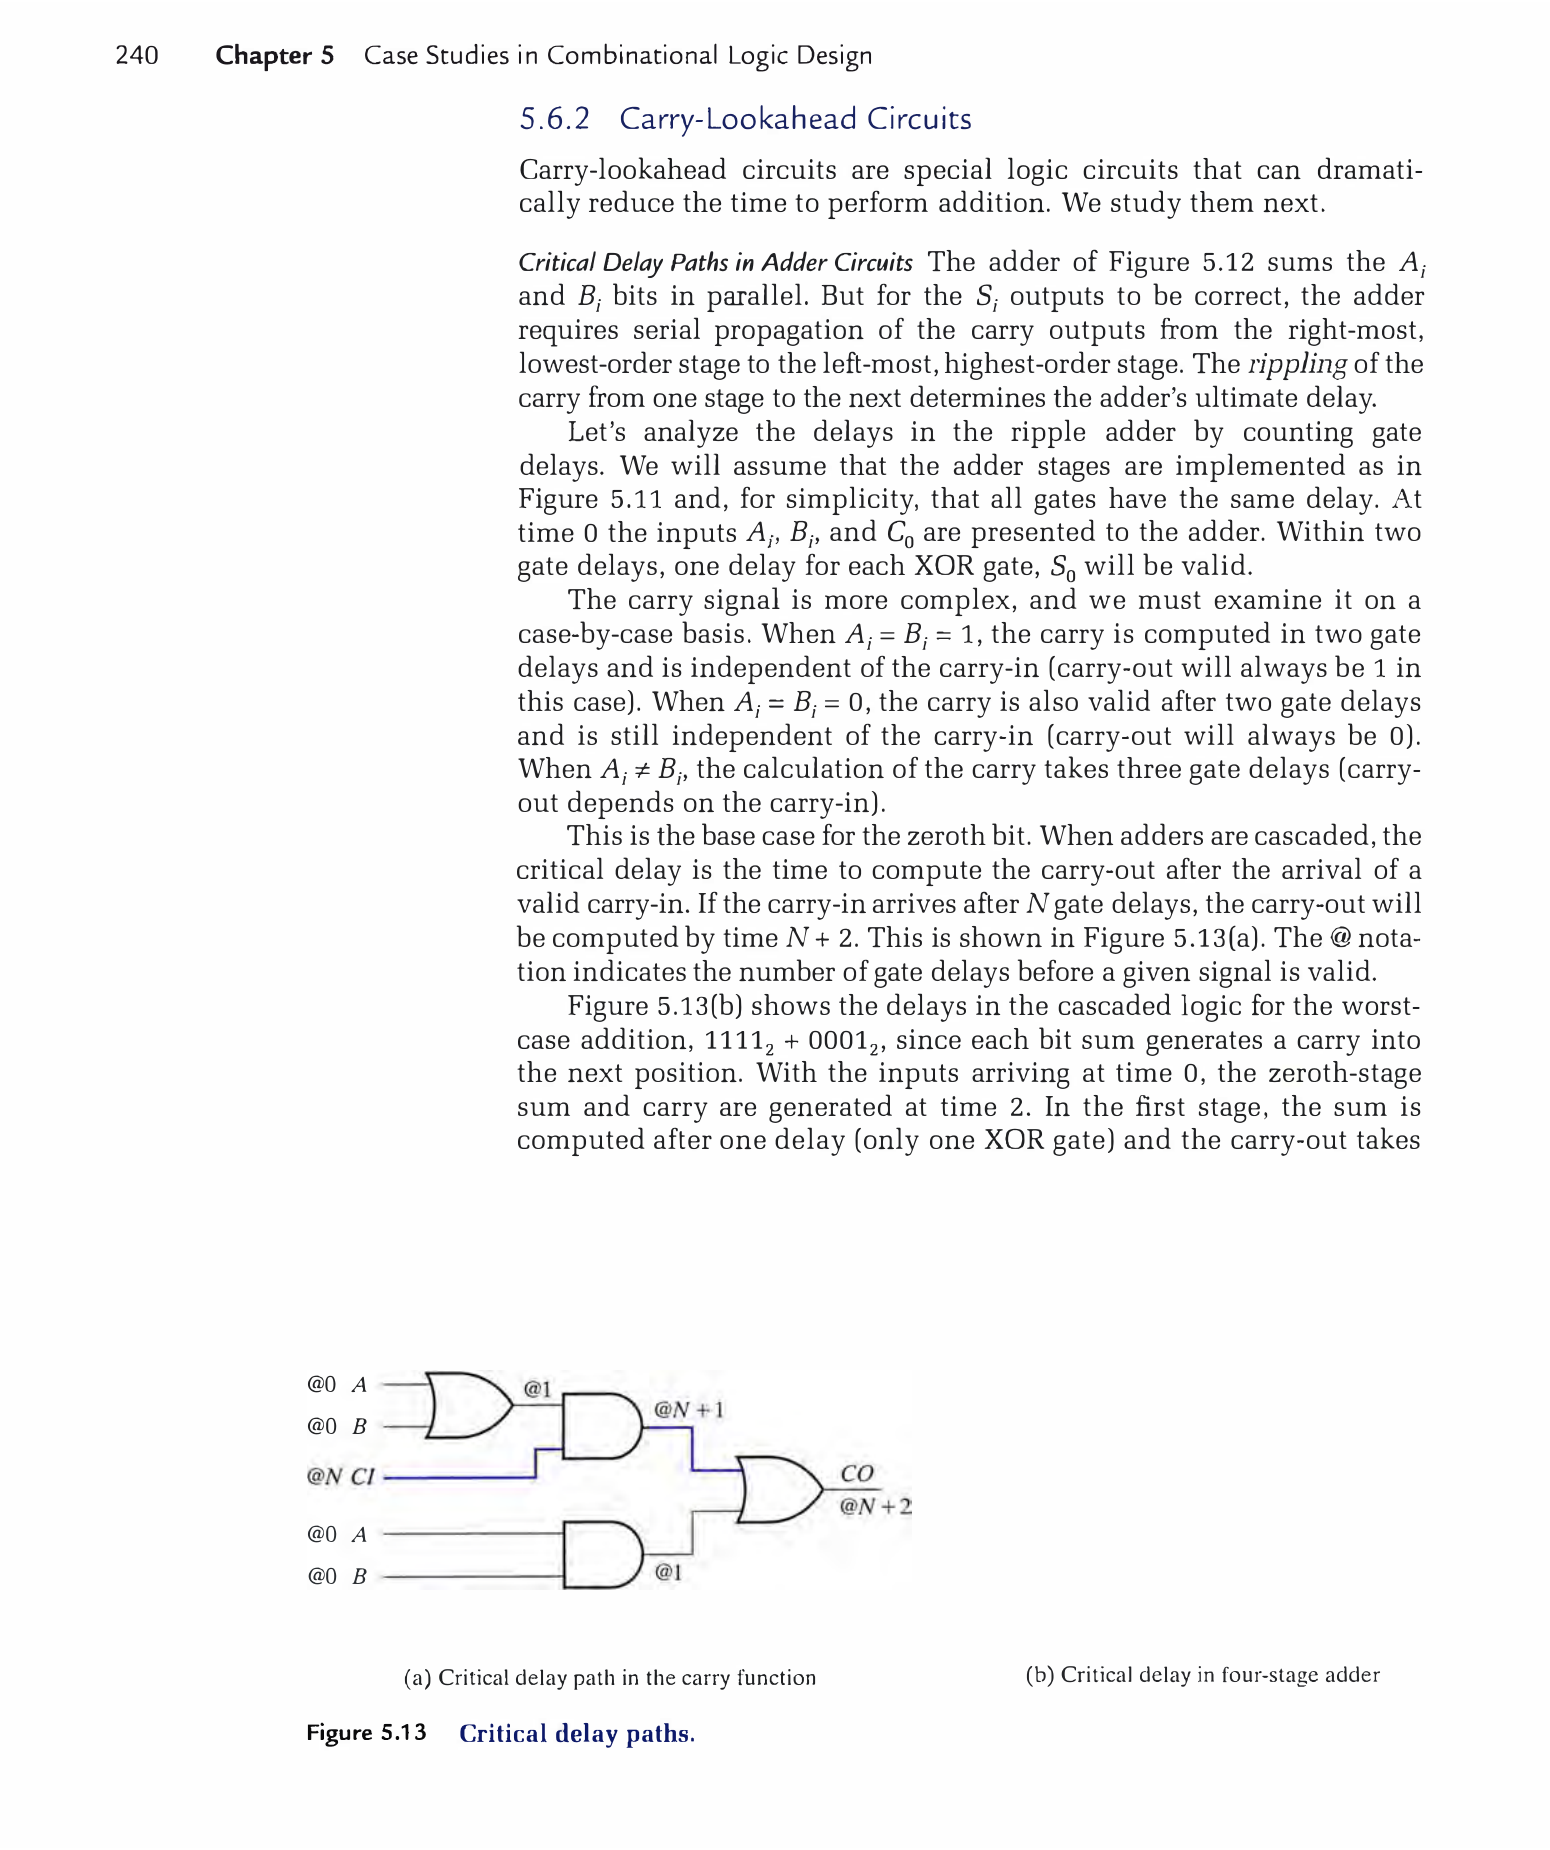 240 Chapter 5 Case Studies in Combinational Logic Design
5.6.2 Carry-Lookahead Circuits
Carry-lookahead circuits are special logic circuits that can dramati-
cally reduce the time to perform addition. We study them next.
Critical Delay Paths in Adder Circuits The adder of Figure 5.12 sums the Aᵢ
and Bᵢ bits in parallel. But for the Sᵢ outputs to be correct, the adder
requires serial propagation of the carry outputs from the right-most,
lowest-order stage to the left-most, highest-order stage. The rippling of the
carry from one stage to the next determines the adder's ultimate delay.
Let's analyze the delays in the ripple adder by counting gate
delays. We will assume that the adder stages are implemented as in
Figure 5.11 and, for simplicity, that all gates have the same delay. At
time 0 the inputs Aᵢ, Bᵢ, and C₀ are presented to the adder. Within two
gate delays, one delay for each XOR gate, S₀ will be valid.
The carry signal is more complex, and we must examine it on a
case-by-case basis. When Aᵢ = Bᵢ = 1, the carry is computed in two gate
delays and is independent of the carry-in (carry-out will always be 1 in
this case). When Aᵢ = Bᵢ = 0, the carry is also valid after two gate delays
and is still independent of the carry-in (carry-out will always be 0).
When Aᵢ ≠ Bᵢ, the calculation of the carry takes three gate delays (carry-
out depends on the carry-in).
This is the base case for the zeroth bit. When adders are cascaded, the
critical delay is the time to compute the carry-out after the arrival of a
valid carry-in. If the carry-in arrives after N gate delays, the carry-out will
be computed by time N + 2. This is shown in Figure 5.13(a). The @ nota-
tion indicates the number of gate delays before a given signal is valid.
Figure 5.13(b) shows the delays in the cascaded logic for the worst-
case addition, 1111₂ + 0001₂, since each bit sum generates a carry into
the next position. With the inputs arriving at time 0, the zeroth-stage
sum and carry are generated at time 2. In the first stage, the sum is
computed after one delay (only one XOR gate) and the carry-out takes
@0 A
@1
@N + 1
@0 B
@N CI
CO
@N + 2
@0 A
@0 B
@1
(a) Critical delay path in the carry function
(b) Critical delay in four-stage adder
Figure 5.13 Critical delay paths.